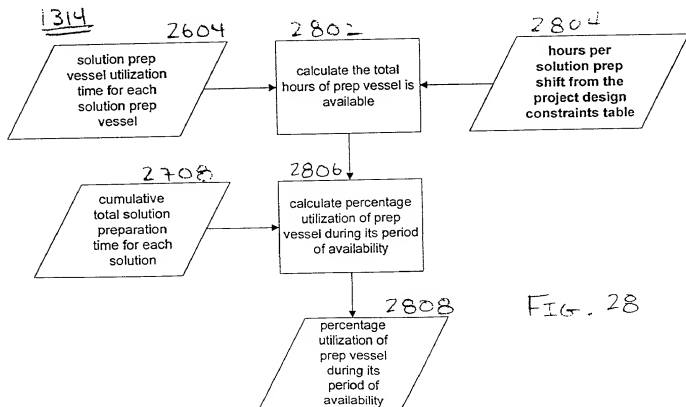 1314
2604
solution prep
vessel utilization
time for each
solution prep
vessel
2802
calculate the total
hours of prep vessel is
available
2804
hours per
solution prep
shift from the
project design
constraints table
2708
cumulative
total solution
preparation
time for each
solution
2806
calculate percentage
utilization of prep
vessel during its period
of availability
2808
percentage
utilization of
prep vessel
during its
period of
availability
FIG. 28